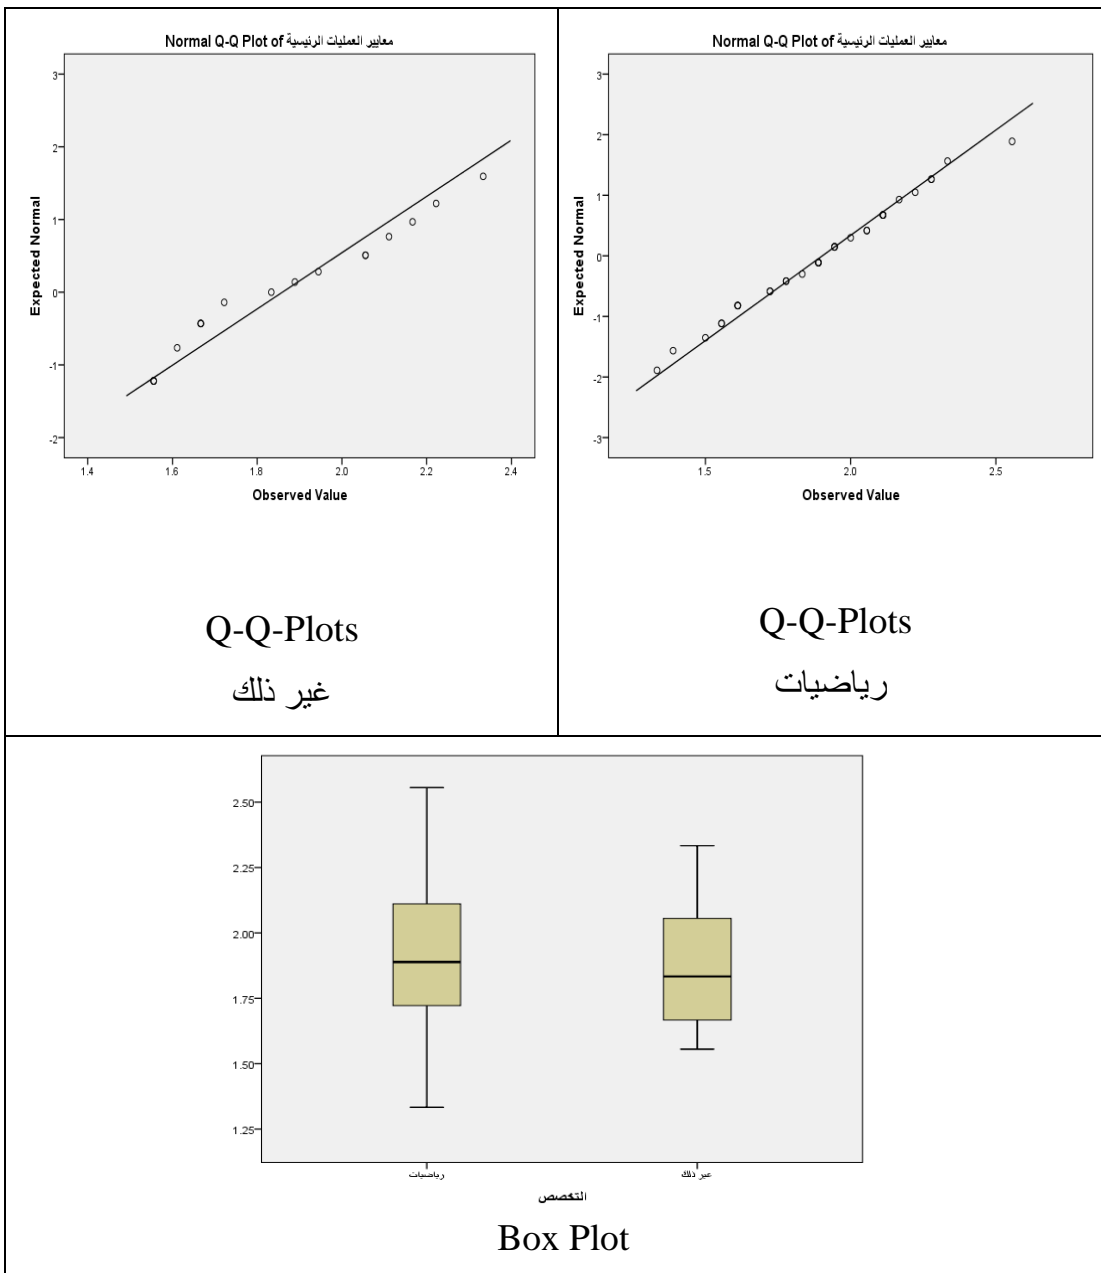 Normal Q-Q Plot of معايير العمليات الرئيسية
3
2
1
0
-1
-2
Expected Normal
1.4 1.6 1.8 2.0 2.2 2.4
Observed Value
Q-Q-Plots
غير ذلك
Normal Q-Q Plot of معايير العمليات الرئيسية
3
2
1
0
-1
-2
-3
Expected Normal
1.5 2.0 2.5
Observed Value
Q-Q-Plots
رياضيات
2.50
2.25
2.00
1.75
1.50
1.25
رياضيات غير ذلك
التخصص
Box Plot